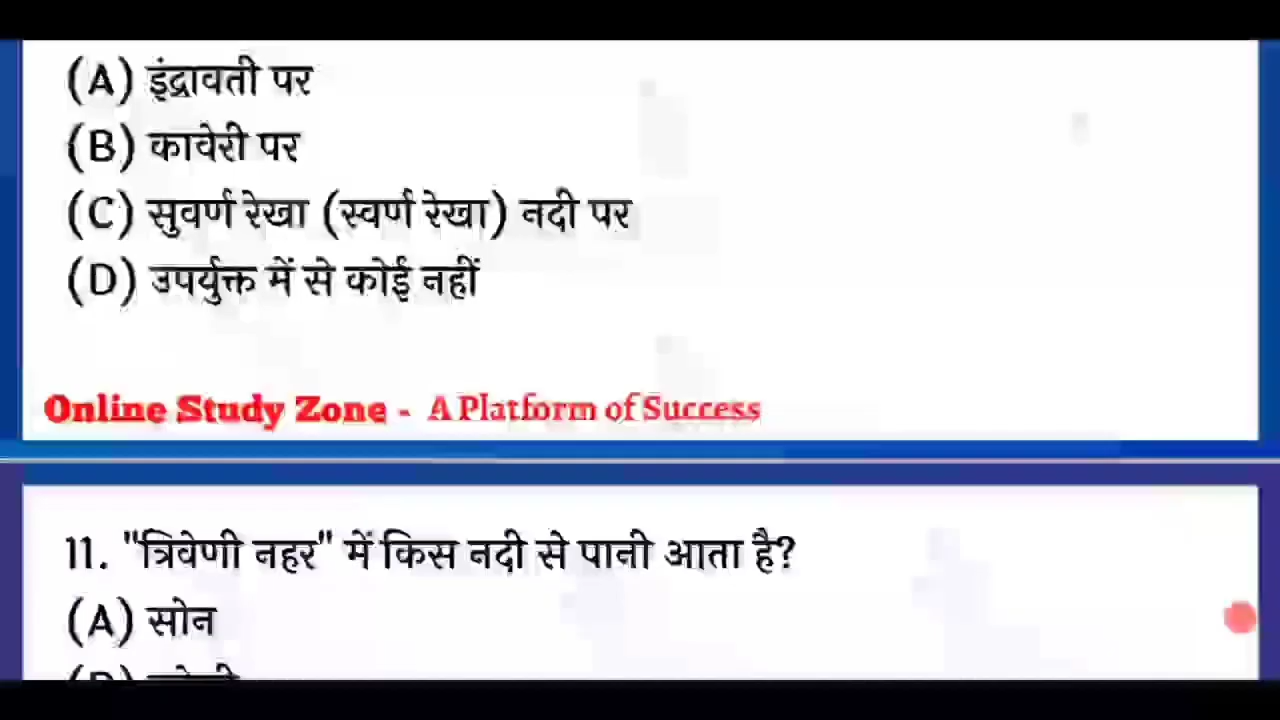 (A) इंद्रावती पर
(B) कावेरी पर
(C) सुवर्ण रेखा (स्वर्ण रेखा) नदी पर
(D) उपर्युक्त में से कोई नहीं
Online Study Zone - A Platform of Success
11. "त्रिवेणी नहर" में किस नदी से पानी आता है?
(A) सोन